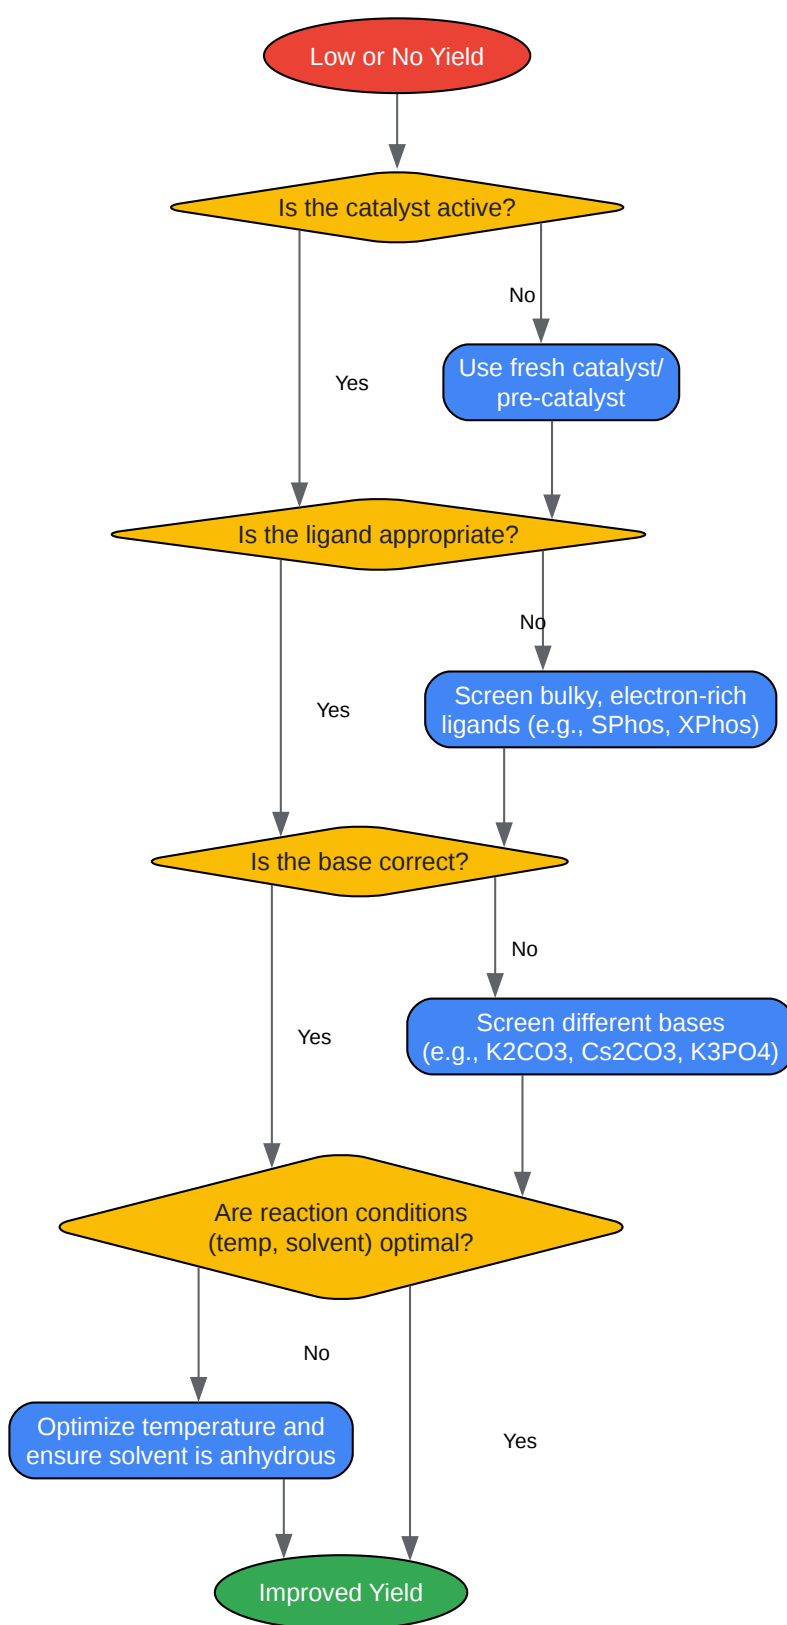 Low or No Yield
Is the catalyst active?
No
Yes
Use fresh catalyst/
pre-catalyst
Is the ligand appropriate?
No
Yes
Screen bulky, electron-rich
ligands (e.g., SPhos, XPhos)
Is the base correct?
No
Yes
Screen different bases
(e.g., K2CO3, Cs2CO3, K3PO4)
Are reaction conditions
(temp, solvent) optimal?
No
Yes
Optimize temperature and
ensure solvent is anhydrous
Improved Yield